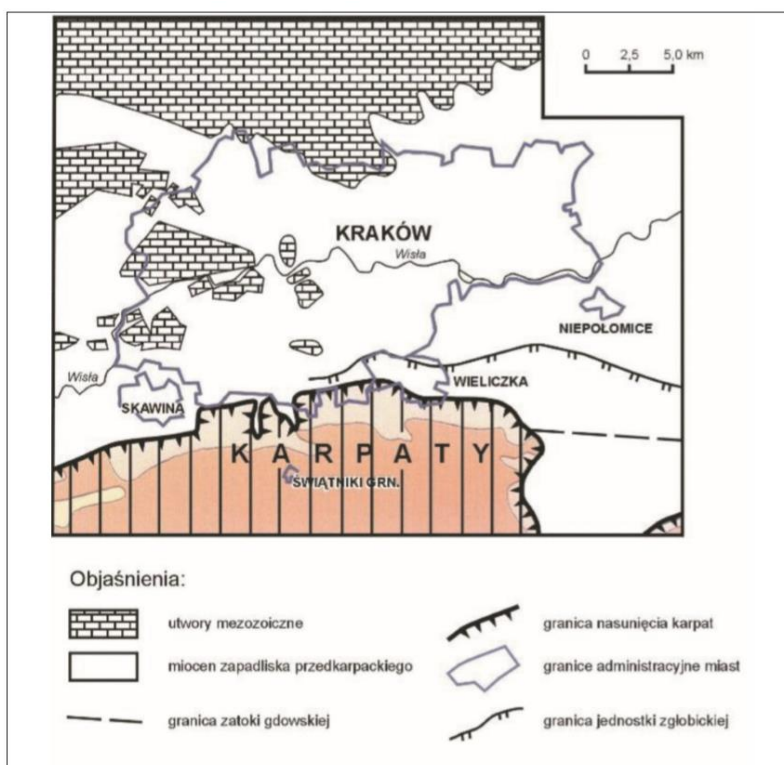 0 2,5 5,0 km
KRAKÓW
Wisła
NIEPOŁOMICE
Wisła
WIELICZKA
SKAWINA
KARPATY
ŚWIĄTNIKI GRN.
Objaśnienia:
utwory mezozoiczne
miocen zapadliska przedkarpackiego
granica zatoki gdowskiej
granica nasunięcia karpat
granice administracyjne miast
granica jednostki zgłobickiej